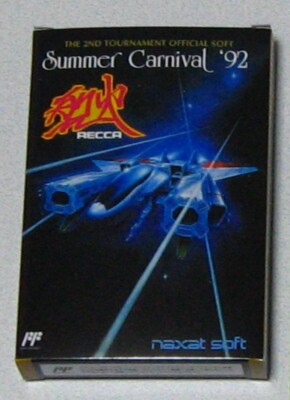 THE 2ND TOURNAMENT OFFICIAL SOFT
Summer Carnival '92
烈火
RECCA
naxat soft